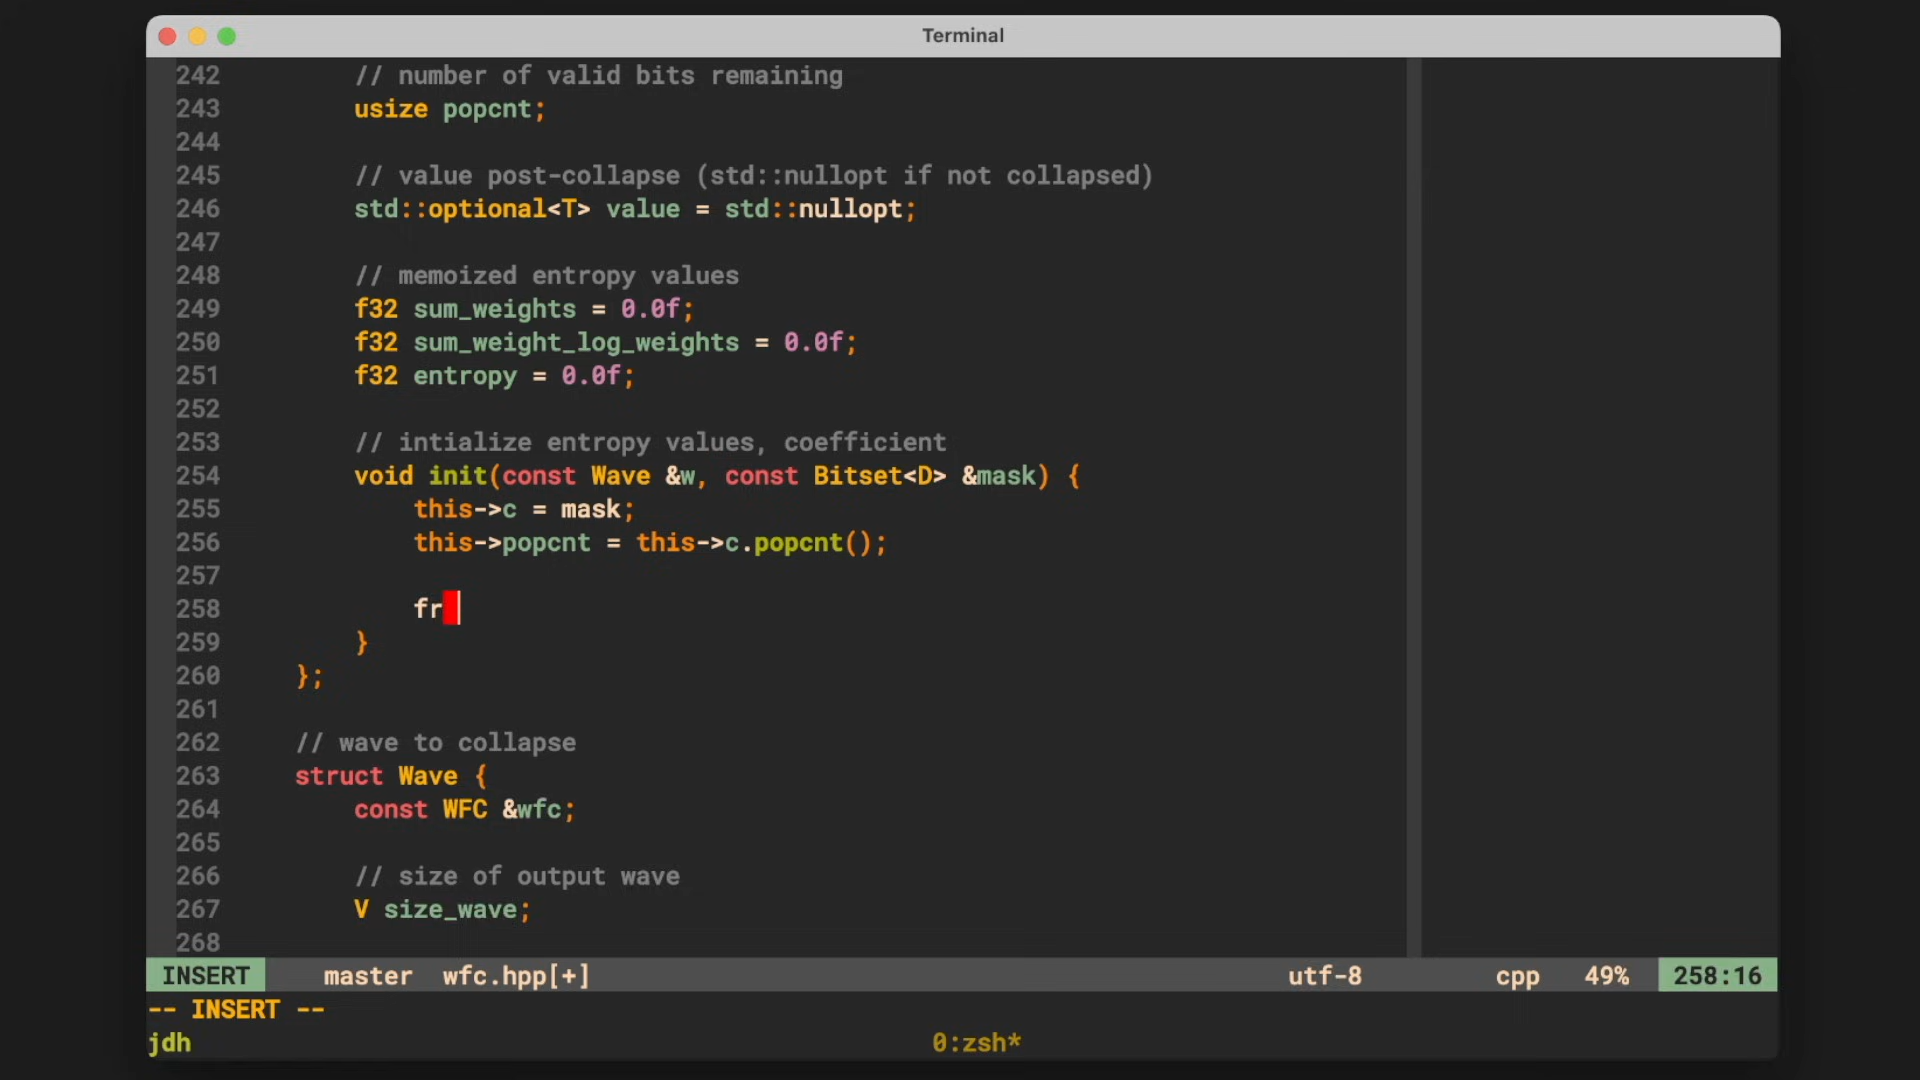 Terminal
242 // number of valid bits remaining
243 usize popcnt;
244
245 // value post-collapse (std::nullopt if not collapsed)
246 std::optional<T> value = std::nullopt;
247
248 // memoized entropy values
249 f32 sum_weights = 0.0f;
250 f32 sum_weight_log_weights = 0.0f;
251 f32 entropy = 0.0f;
252
253 // intialize entropy values, coefficient
254 void init(const Wave &w, const Bitset<D> &mask) {
255 this->c = mask;
256 this->popcnt = this->c.popcnt();
257
258 fr
259 }
260 };
261
262 // wave to collapse
263 struct Wave {
264 const WFC &wfc;
265
266 // size of output wave
267 V size_wave;
268
INSERT master wfc.hpp[+] utf-8 cpp 49% 258:16
-- INSERT --
jdh 0:zsh*